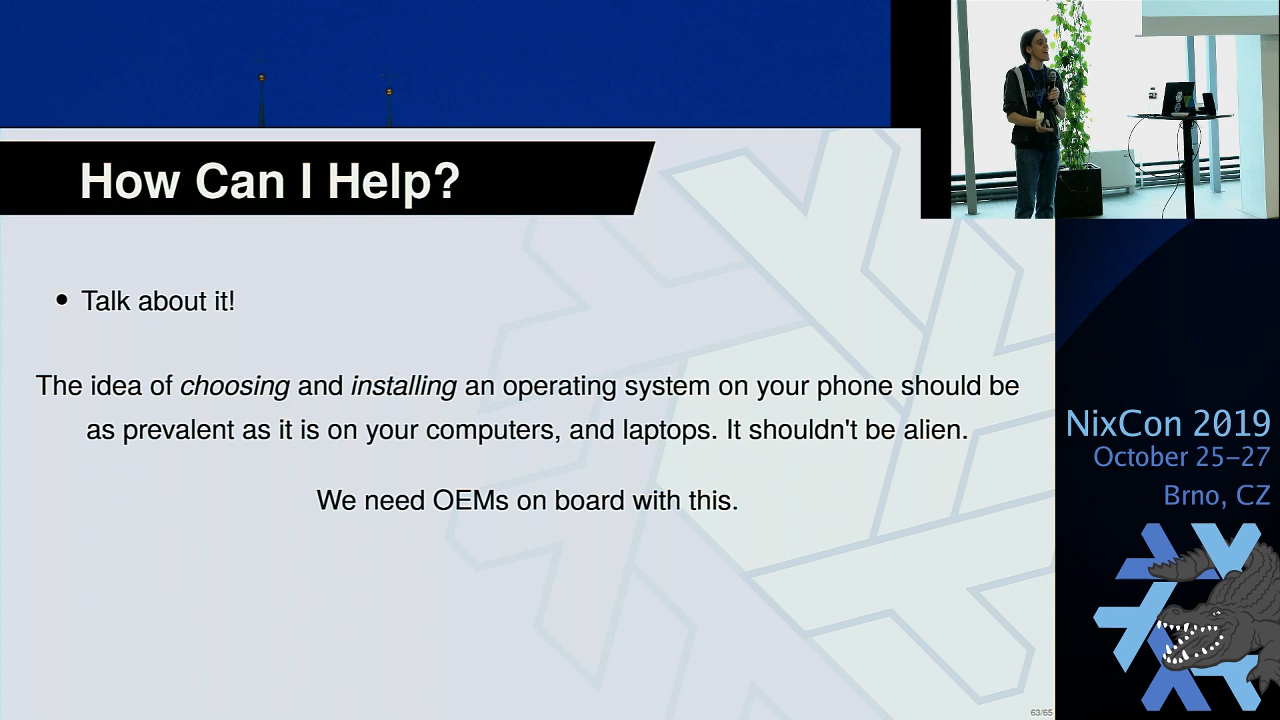 How Can I Help?
• Talk about it!
The idea of choosing and installing an operating system on your phone should be
as prevalent as it is on your computers, and laptops. It shouldn't be alien.
We need OEMs on board with this.
63/65
NixCon 2019
October 25–27
Brno, CZ